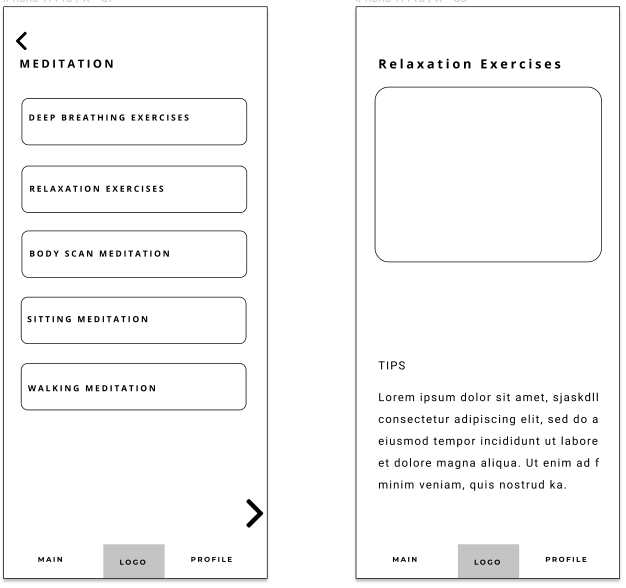 MEDITATION
DEEP BREATHING EXERCISES
RELAXATION EXERCISES
BODY SCAN MEDITATION
SITTING MEDITATION
WALKING MEDITATION
MAIN
LOGO
PROFILE
Relaxation Exercises
TIPS
Lorem ipsum dolor sit amet, sjaskdll
consectetur adipiscing elit, sed do a
eiusmod tempor incididunt ut labore
et dolore magna aliqua. Ut enim ad f
minim veniam, quis nostrud ka.
MAIN
LOGO
PROFILE